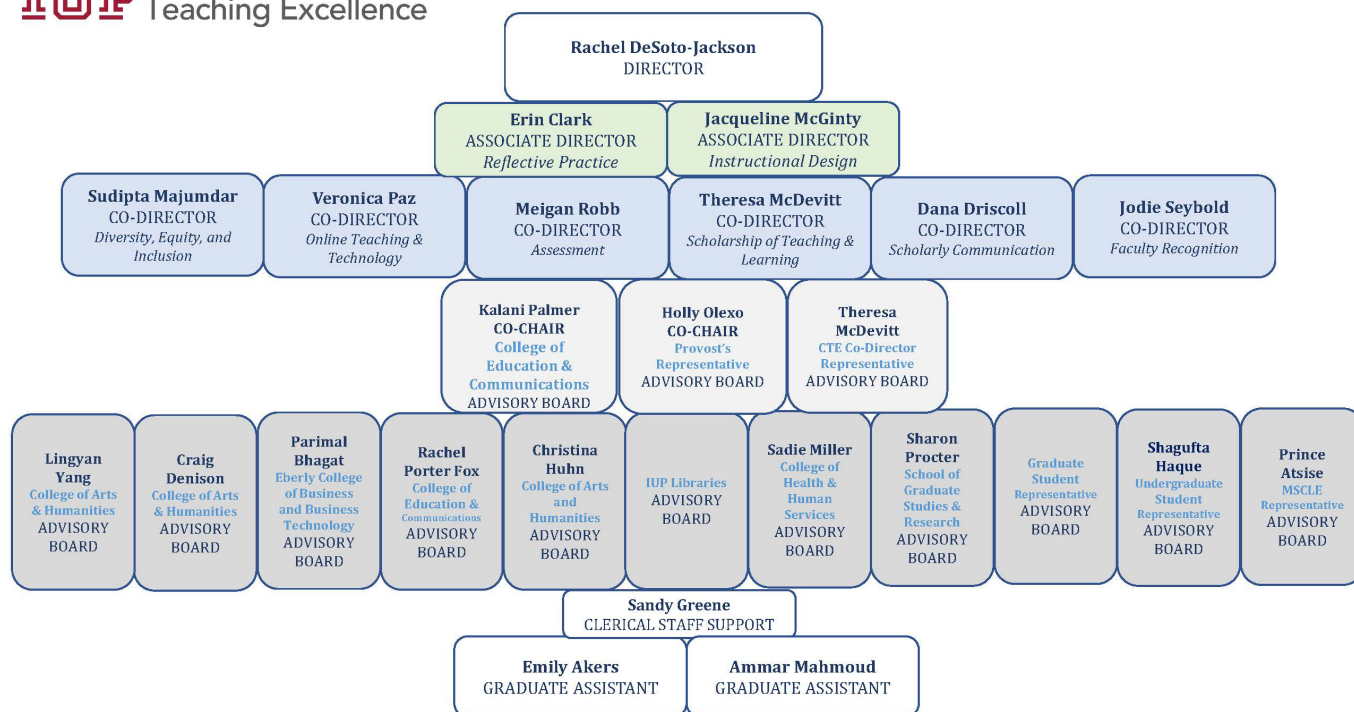 IUP Teaching Excellence
Rachel DeSoto-Jackson
DIRECTOR
Erin Clark
ASSOCIATE DIRECTOR
Reflective Practice
Jacqueline McGinty
ASSOCIATE DIRECTOR
Instructional Design
Sudipta Majumdar
CO-DIRECTOR
Diversity, Equity, and
Inclusion
Veronica Paz
CO-DIRECTOR
Online Teaching &
Technology
Meigan Robb
CO-DIRECTOR
Assessment
Theresa McDevitt
CO-DIRECTOR
Scholarship of Teaching &
Learning
Dana Driscoll
CO-DIRECTOR
Scholarly Communication
Jodie Seybold
CO-DIRECTOR
Faculty Recognition
Kalani Palmer
CO-CHAIR
College of
Education &
Communications
ADVISORY BOARD
Holly Olexo
CO-CHAIR
Provost's
Representative
ADVISORY BOARD
Theresa
McDevitt
CTE Co-Director
Representative
ADVISORY BOARD
Lingyan
Yang
College of Arts
& Humanities
ADVISORY
BOARD
Craig
Denison
College of Arts
& Humanities
ADVISORY
BOARD
Parimal
Bhagat
Eberly College
of Business
and Business
Technology
ADVISORY
BOARD
Rachel
Porter Fox
College of
Education &
Communications
ADVISORY
BOARD
Christina
Huhn
College of Arts
and
Humanities
ADVISORY
BOARD
IUP Libraries
ADVISORY
BOARD
Sadie Miller
College of
Health &
Human
Services
ADVISORY
BOARD
Sharon
Procter
School of
Graduate
Studies &
Research
ADVISORY
BOARD
Graduate
Student
Representative
ADVISORY
BOARD
Shagufta
Haque
Undergraduate
Student
Representative
ADVISORY
BOARD
Prince
Atsise
MSCLE
Representative
ADVISORY
BOARD
Sandy Greene
CLERICAL STAFF SUPPORT
Emily Akers
GRADUATE ASSISTANT
Ammar Mahmoud
GRADUATE ASSISTANT